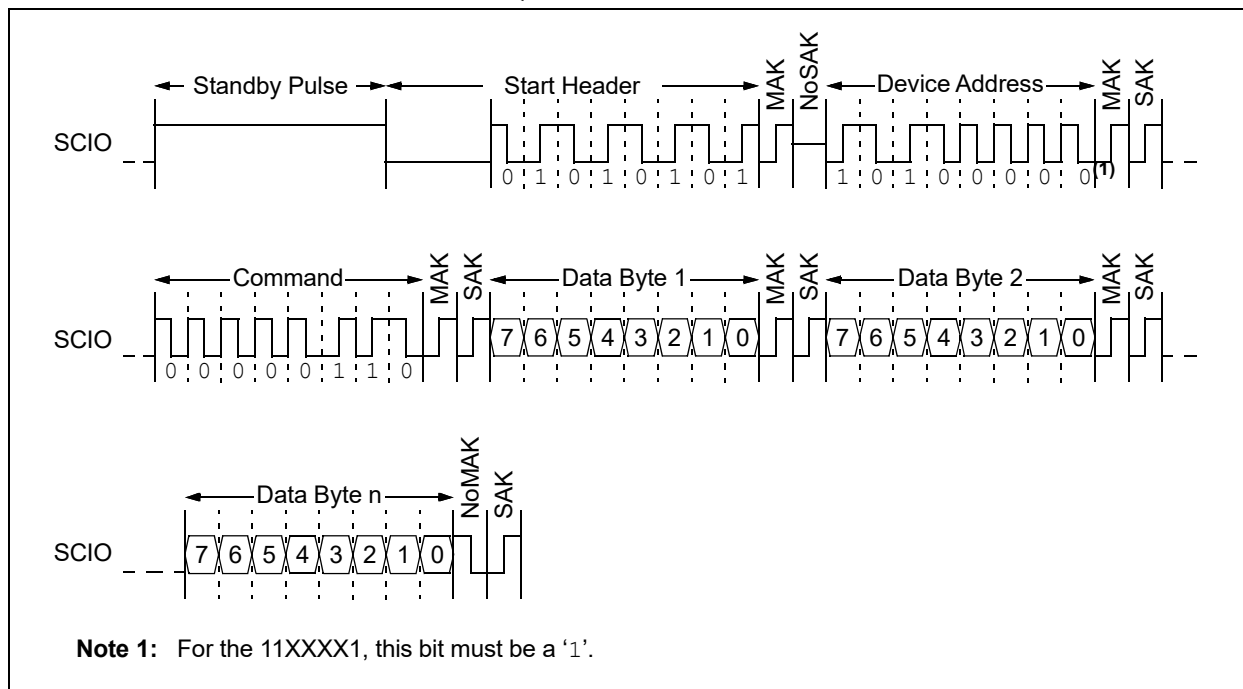 Standby Pulse Start Header MAK NoSAK Device Address MAK SAK
SCIO
0 1 0 1 0 1 0 1 1 0 1 0 0 0 0 0(1)
Command MAK SAK Data Byte 1 MAK SAK Data Byte 2 MAK SAK
SCIO 7 6 5 4 3 2 1 0 7 6 5 4 3 2 1 0
0 0 0 0 0 1 1 0
Data Byte n NoMAK SAK
SCIO 7 6 5 4 3 2 1 0
Note 1: For the 11XXXX1, this bit must be a ‘1’.